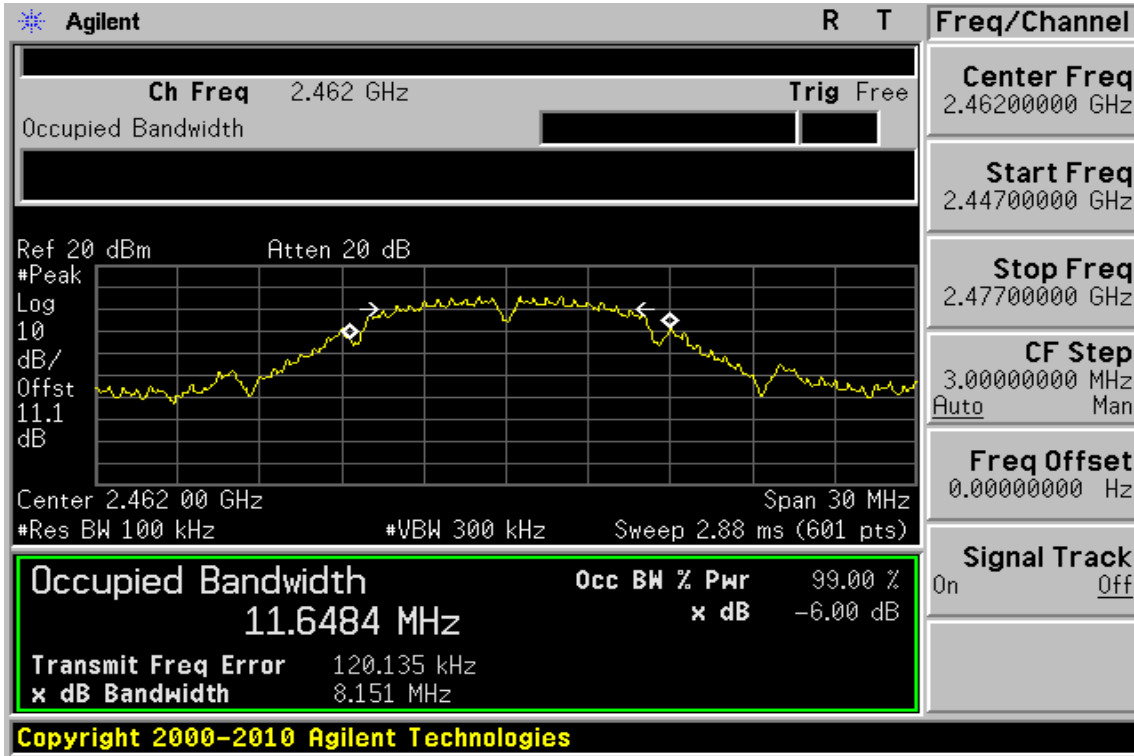 Agilent R T Freq/Channel
Ch Freq 2.462 GHz Trig Free
Occupied Bandwidth
Center Freq
2.46200000 GHz
Start Freq
2.44700000 GHz
Stop Freq
2.47700000 GHz
CF Step
3.00000000 MHz
Auto Man
Freq Offset
0.00000000 Hz
Signal Track
On Off
Ref 20 dBm Atten 20 dB
#Peak
Log
10
dB/
Offst
11.1
dB
Center 2.462 00 GHz Span 30 MHz
#Res BW 100 kHz #VBW 300 kHz Sweep 2.88 ms (601 pts)
Occupied Bandwidth Occ BW % Pwr 99.00 %
11.6484 MHz x dB -6.00 dB
Transmit Freq Error 120.135 kHz
x dB Bandwidth 8.151 MHz
Copyright 2000-2010 Agilent Technologies